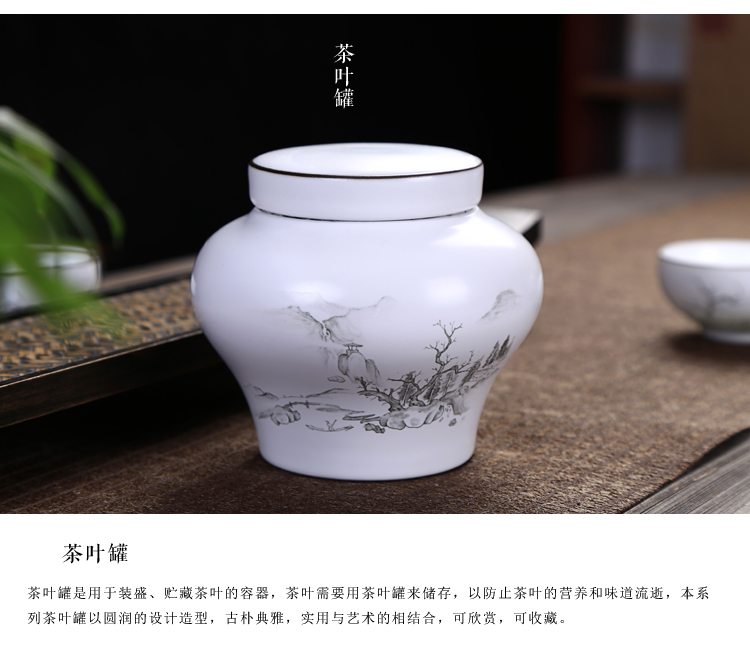 茶叶罐
茶叶罐
茶叶罐是用于装盛、贮藏茶叶的容器，茶叶需要用茶叶罐来储存，以防止茶叶的营养和味道流逝，本系
列茶叶罐以圆润的设计造型，古朴典雅，实用与艺术的相结合，可欣赏，可收藏。